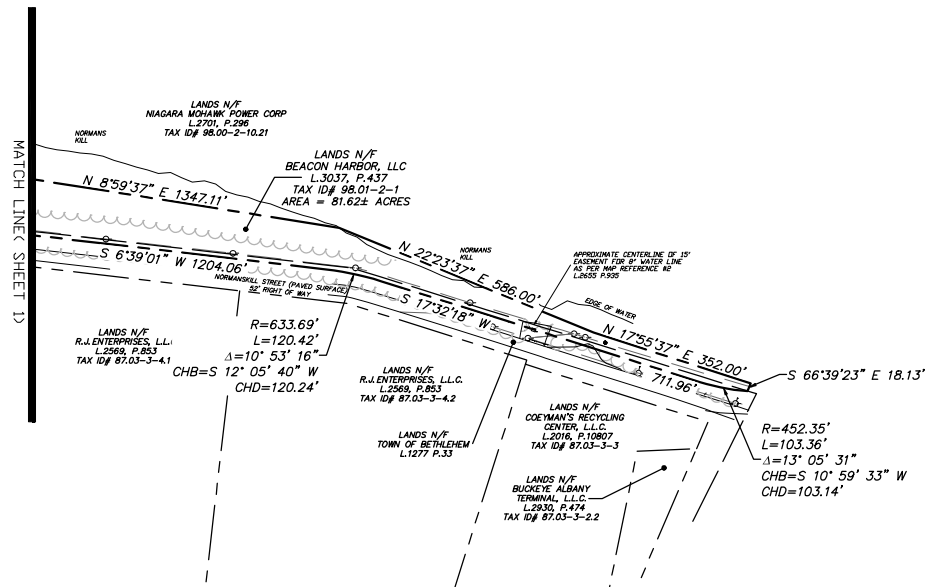 MATCH LINE( SHEET 1)
LANDS N/F
NIAGARA MOHAWK POWER CORP
L.2701, P.296
TAX ID# 98.00-2-10.21
NORMANS
KILL
LANDS N/F
BEACON HARBOR, LLC
L.3037, P.437
TAX ID# 98.01-2-1
AREA = 81.62± ACRES
N 8°59'37" E 1347.11'
N 22°23'37" E 586.00'
NORMANS
KILL
APPROXIMATE CENTERLINE OF 15'
EASEMENT FOR 8" WATER LINE
AS PER MAP REFERENCE #2
L.2655 P.935
EDGE OF WATER
S 6°39'01" W 1204.06'
NORMANSKILL STREET (PAVED SURFACE)
52' RIGHT OF WAY
S 17°32'18" W
711.96'
N 17°55'37" E 352.00'
S 66°39'23" E 18.13'
LANDS N/F
R.J. ENTERPRISES, L.L.
L.2569, P.853
TAX ID# 87.03-3-4.1
R=633.69'
L=120.42'
Δ=10° 53' 16"
CHB=S 12° 05' 40" W
CHD=120.24'
LANDS N/F
R.J. ENTERPRISES, L.L.C.
L.2569, P.853
TAX ID# 87.03-3-4.2
LANDS N/F
TOWN OF BETHLEHEM
L.1277 P.33
LANDS N/F
COEYMAN'S RECYCLING
CENTER, L.L.C.
L.2016, P.10807
TAX ID# 87.03-3-3
LANDS N/F
BUCKEYE ALBANY
TERMINAL, L.L.C.
L.2930, P.474
TAX ID# 87.03-3-2.2
R=452.35'
L=103.36'
Δ=13° 05' 31"
CHB=S 10° 59' 33" W
CHD=103.14'